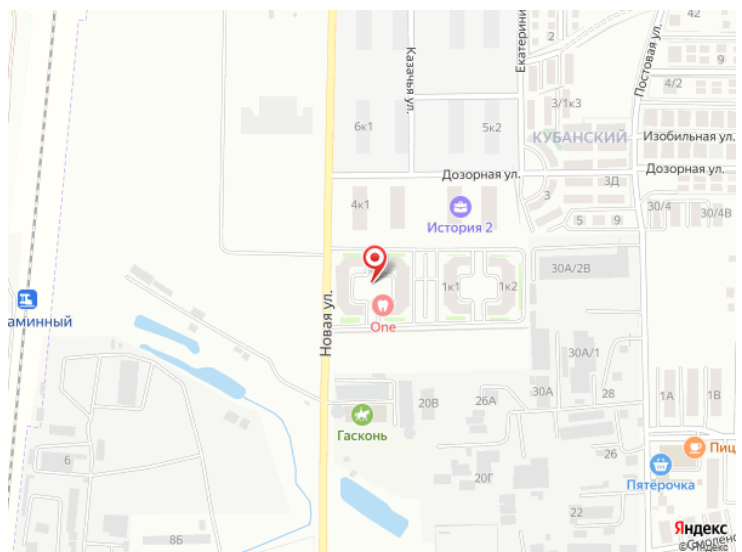 42
2
9
4/2
3/1к3
6к1
5к2
Казачья ул.
Постовая ул.
КУБАНСКИЙ
Изобильная ул.
Дозорная ул.
Дозорная ул.
3Д
3
4к1
История 2
5
9
30/4
30/4В
30А/2В
1к1
1к2
аминный
Новая ул.
One
30А/1
30А
28
26А
20В
1А
1В
Гасконь
6
26
20Г
Пиц
Пятёрочка
22
8Б
Яндекс
© Яндекс